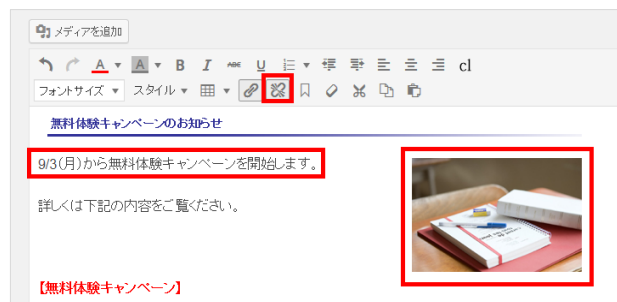 メディアを追加
A A B I ABC U cl
フォントサイズ スタイル
無料体験キャンペーンのお知らせ
9/3(月)から無料体験キャンペーンを開始します。
詳しくは下記の内容をご覧ください。
【無料体験キャンペーン】